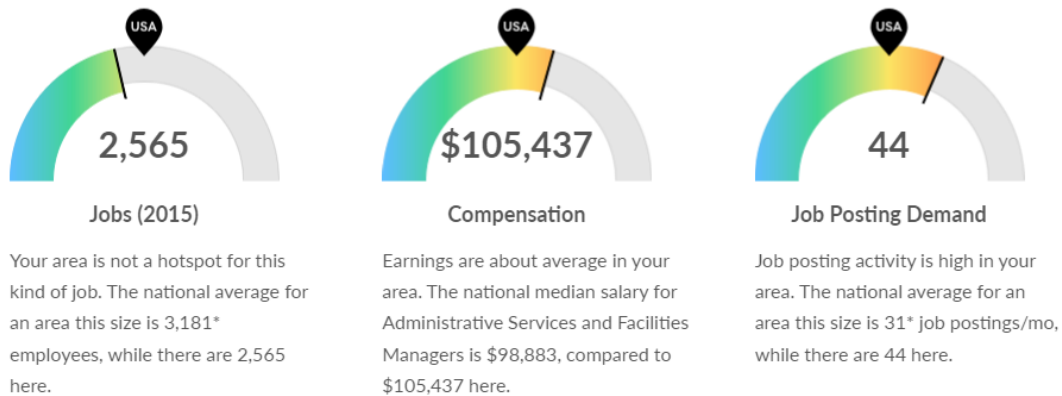 USA
2,565
Jobs (2015)
Your area is not a hotspot for this
kind of job. The national average for
an area this size is 3,181*
employees, while there are 2,565
here.
USA
$105,437
Compensation
Earnings are about average in your
area. The national median salary for
Administrative Services and Facilities
Managers is $98,883, compared to
$105,437 here.
USA
44
Job Posting Demand
Job posting activity is high in your
area. The national average for an
area this size is 31* job postings/mo,
while there are 44 here.